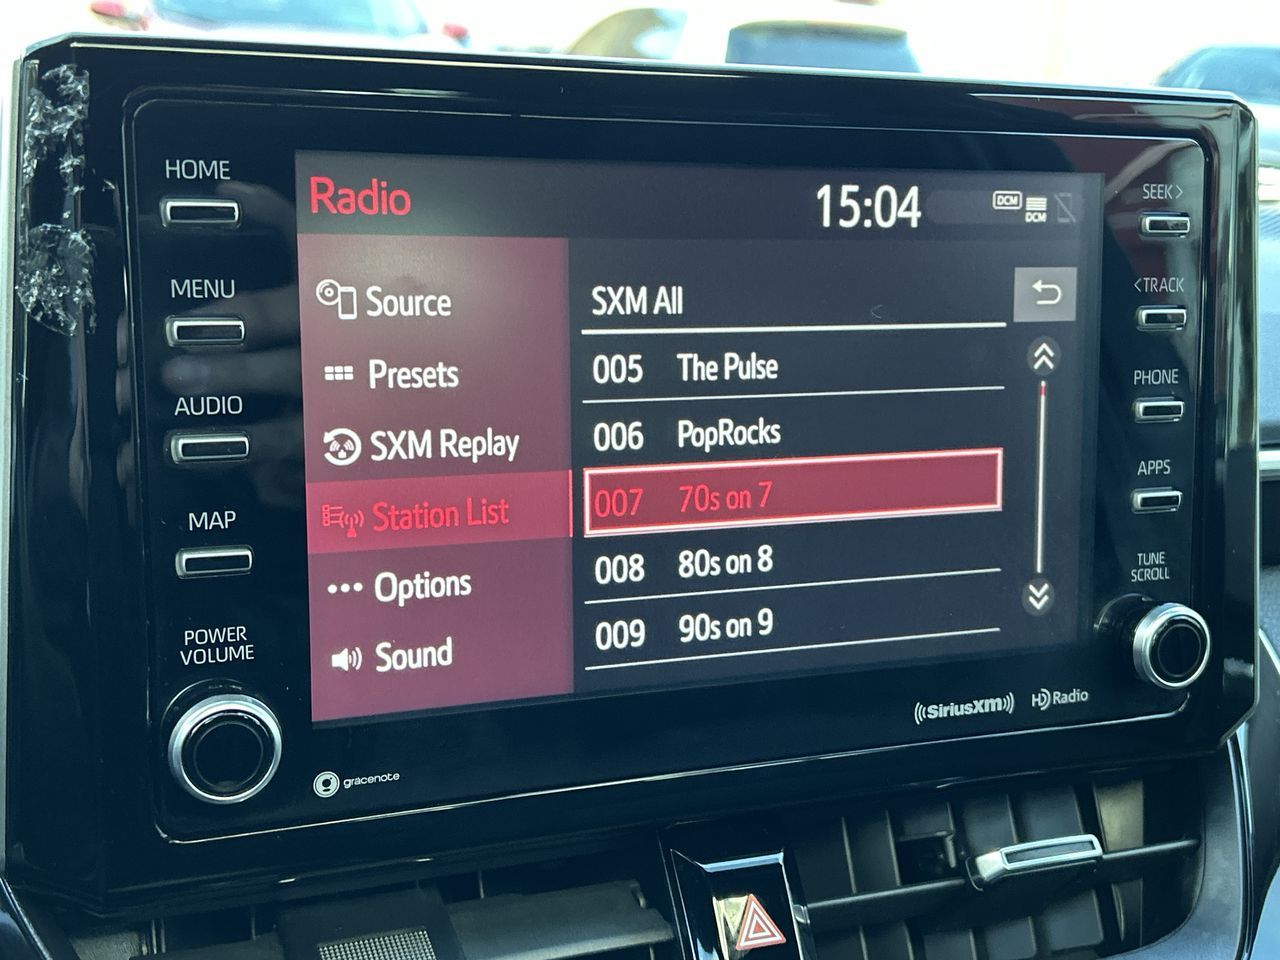 HOME
MENU
AUDIO
MAP
POWER
VOLUME
Radio
15:04
DCM
DCM
Source
Presets
SXM Replay
Station List
Options
Sound
SXM All
005 The Pulse
006 PopRocks
007 70s on 7
008 80s on 8
009 90s on 9
SEEK>
<TRACK
PHONE
APPS
TUNE
SCROLL
gracenote
SiriusXM
HD Radio